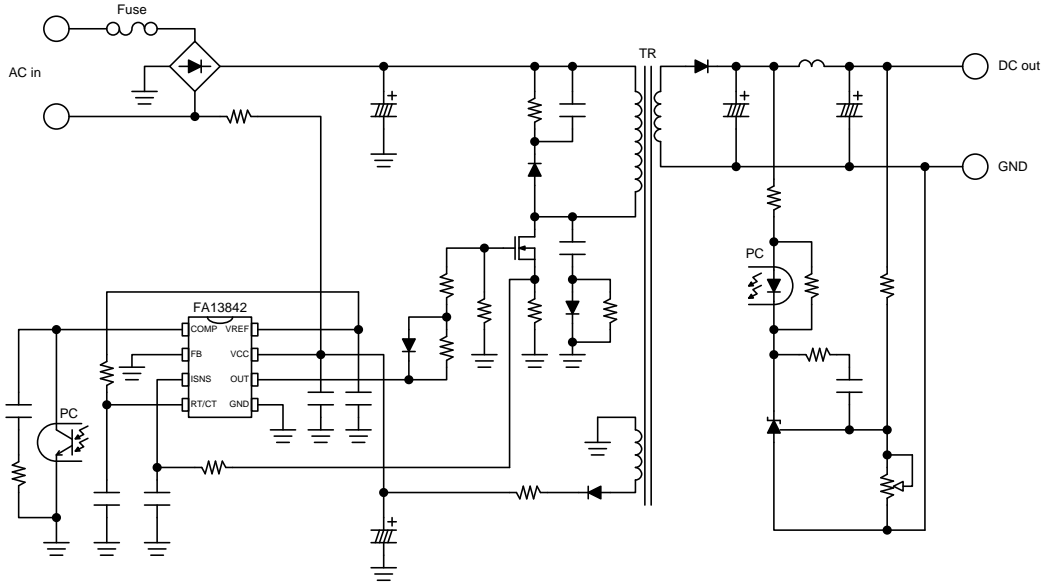 Fuse
AC in
TR
DC out
GND
PC
FA13842
COMP VREF
FB VCC
ISNS OUT
RT/CT GND
PC
+
+
+
+